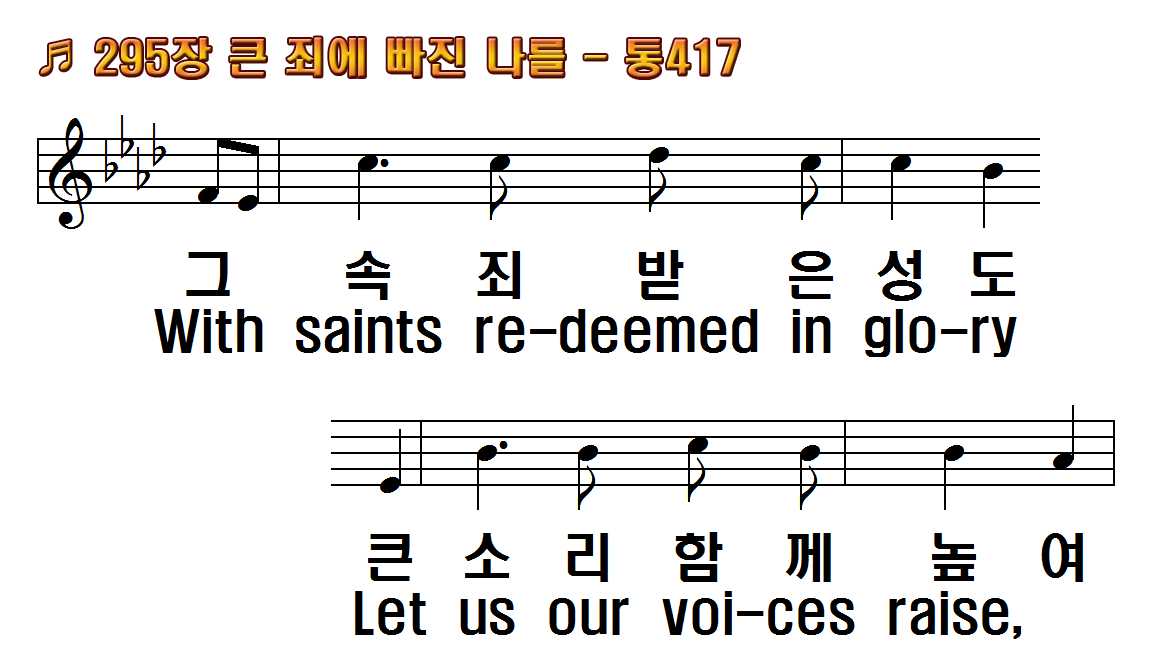 ♬ 295장 큰 죄에 빠진 나를 - 통417
그 속 죄 받 은 성 도
With saints re-deemed in glo-ry
큰 소 리 함 께 높 여
Let us our voi-ces raise,